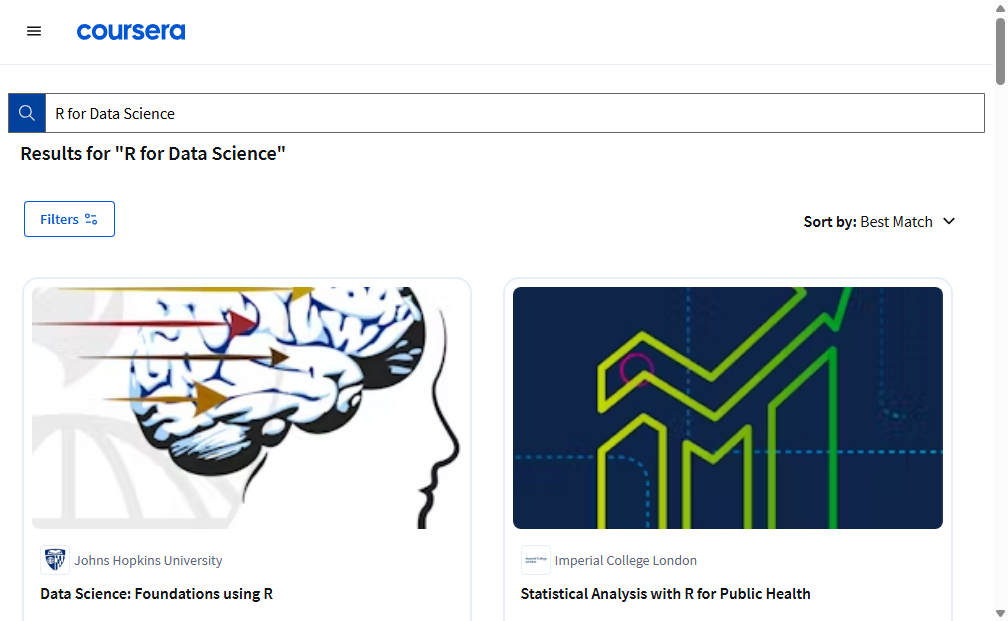 coursera
R for Data Science
Results for "R for Data Science"
Filters
Sort by: Best Match
Johns Hopkins University
Imperial College London
Data Science: Foundations using R
Statistical Analysis with R for Public Health